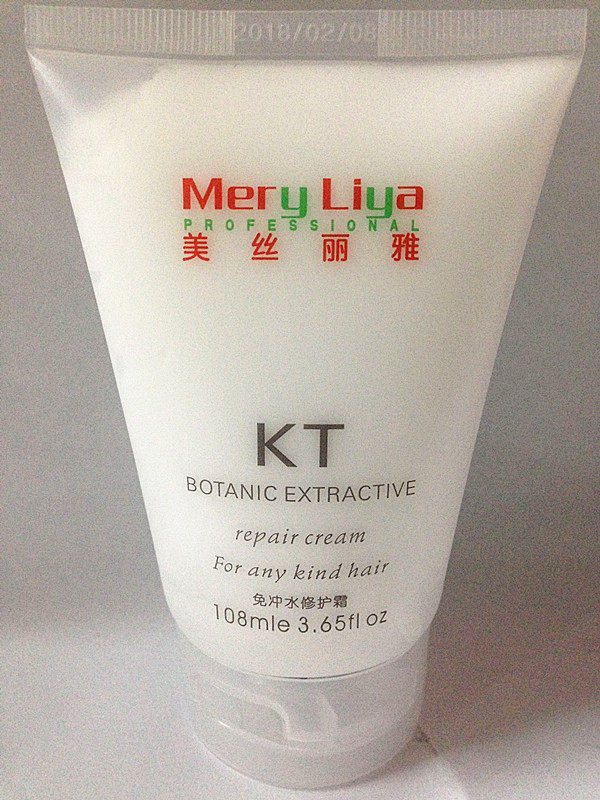 2018/02/08
Mery Liya
PROFESSIONAL
美丝丽雅
KT
BOTANIC EXTRACTIVE
repair cream
For any kind hair
免冲水修护霜
108mle 3.65fl oz